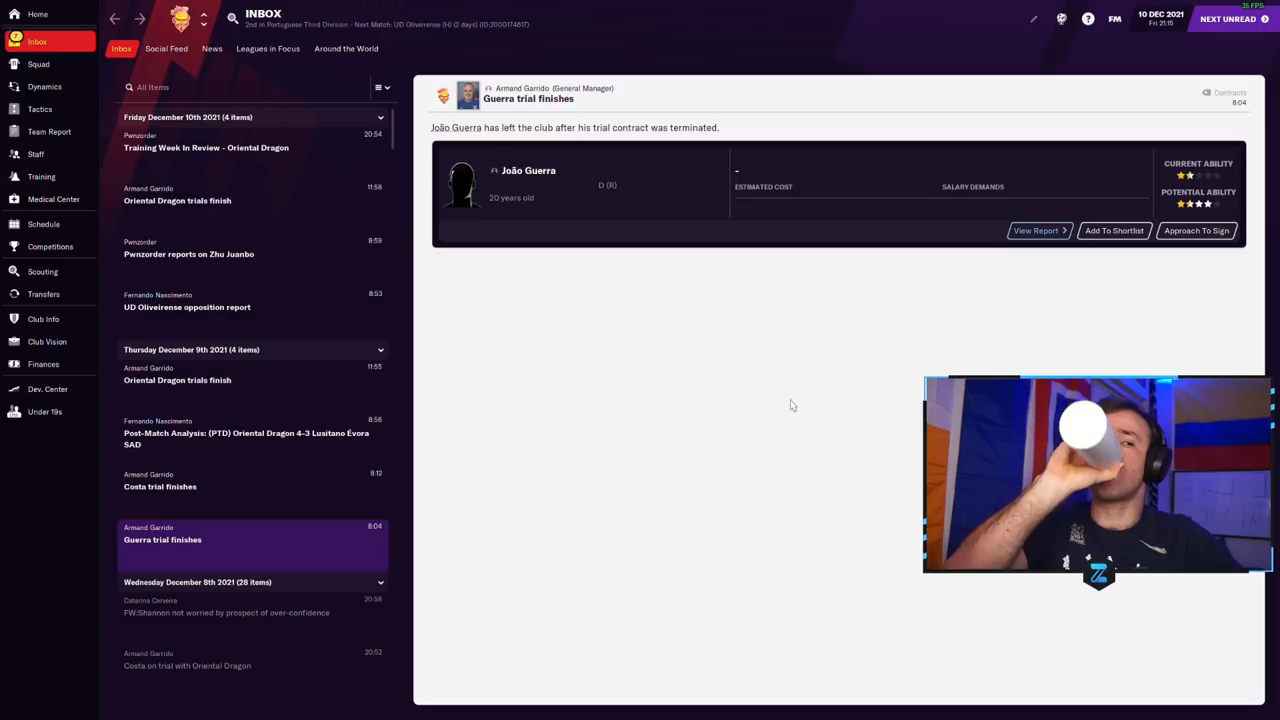 35 FPS
INBOX
2nd in Portuguese Third Division - Next Match: UD Oliveirense (H) (2 days) (ID:2000174617)
FM
10 DEC 2021
Fri 21:15
NEXT UNREAD
Home
7
Inbox
Squad
Dynamics
Tactics
Team Report
Staff
Training
Medical Center
Schedule
Competitions
Scouting
Transfers
Club Info
Club Vision
Finances
Dev. Center
Under 19s
Inbox
Social Feed
News
Leagues in Focus
Around the World
All Items
Friday December 10th 2021 (4 items)
Pwnzorder 20:54
Training Week In Review - Oriental Dragon
Armand Garrido 11:58
Oriental Dragon trials finish
Pwnzorder 8:59
Pwnzorder reports on Zhu Juanbo
Fernando Nascimento 8:53
UD Oliveirense opposition report
Thursday December 9th 2021 (4 items)
Armand Garrido 11:55
Oriental Dragon trials finish
Fernando Nascimento 8:56
Post-Match Analysis: (PTD) Oriental Dragon 4-3 Lusitano Évora
SAD
Armand Garrido 8:12
Costa trial finishes
Armand Garrido 8:04
Guerra trial finishes
Wednesday December 8th 2021 (28 items)
Catarina Cerveira 20:58
FW:Shannon not worried by prospect of over-confidence
Armand Garrido 20:52
Costa on trial with Oriental Dragon
Armand Garrido (General Manager)
Guerra trial finishes
Contracts
8:04
João Guerra has left the club after his trial contract was terminated.
João Guerra
D (R)
20 years old
-
ESTIMATED COST
SALARY DEMANDS
CURRENT ABILITY
POTENTIAL ABILITY
View Report
Add To Shortlist
Approach To Sign